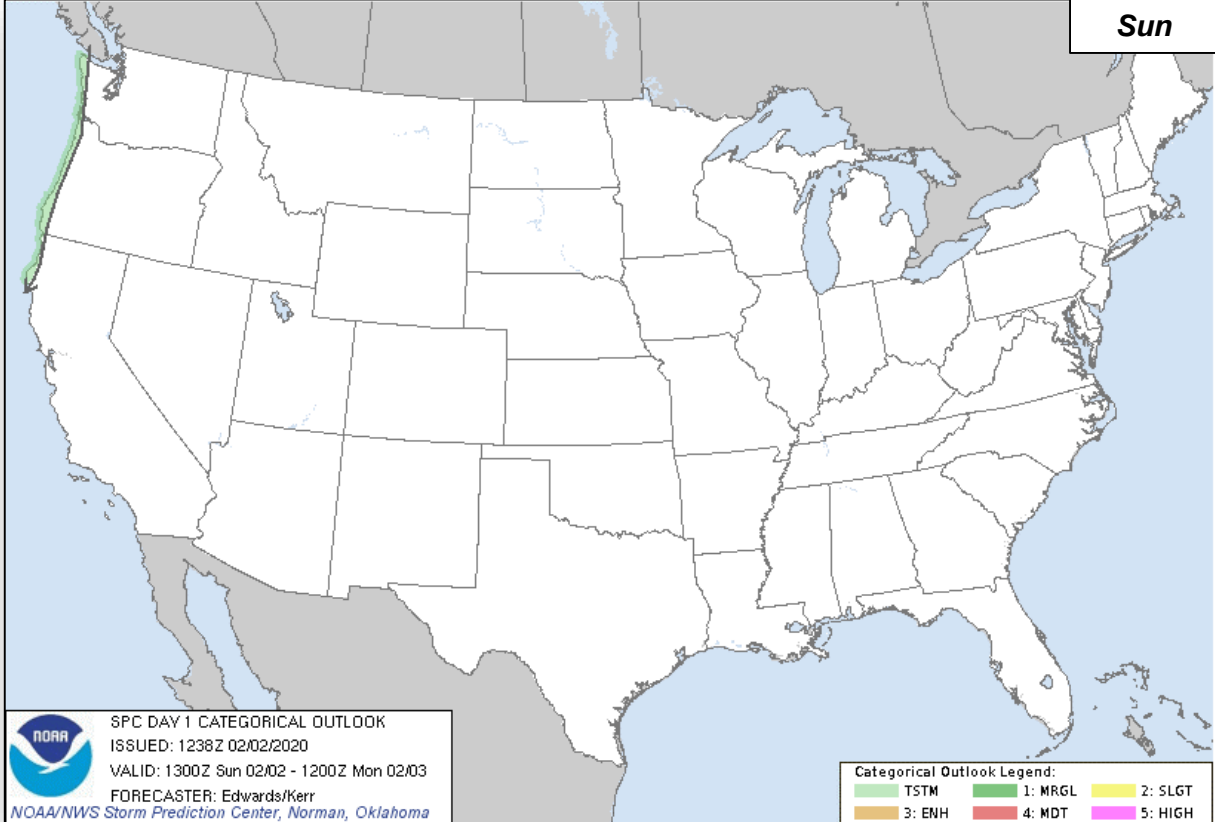 Sun
NOAA
SPC DAY 1 CATEGORICAL OUTLOOK
ISSUED: 1238Z 02/02/2020
VALID: 1300Z Sun 02/02 - 1200Z Mon 02/03
FORECASTER: Edwards/Kerr
NOAA/NWS Storm Prediction Center, Norman, Oklahoma
Categorical Outlook Legend:
TSTM 1: MRGL 2: SLGT
3: ENH 4: MDT 5: HIGH